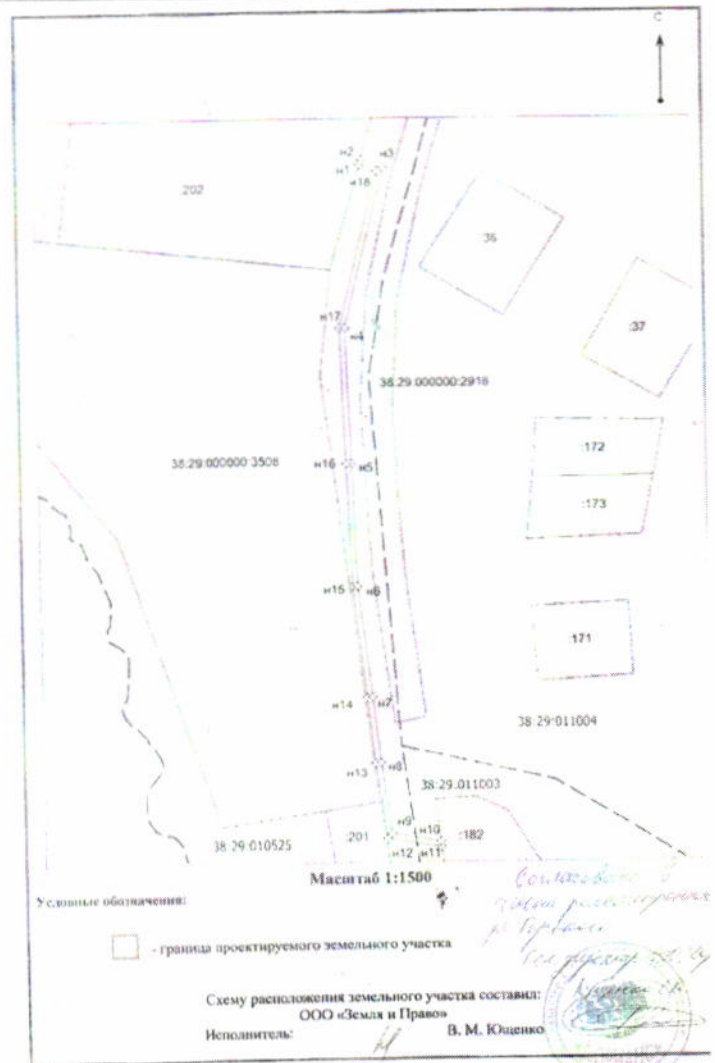 С
н2
н3
н1
н18
202
36
:37
н17
н4
38:29:000000:2918
:172
38:29:000000:3508
н16
н5
:173
н15
н6
:171
н14
н7
38:29:011004
н13
н8
38:29:011003
н9
:201
н10
:182
38:29:010525
н12
н11
Масштаб 1:1500
Условные обозначения:
- граница проектируемого земельного участка
Схему расположения земельного участка составил:
ООО «Земля и Право»
Исполнитель:
В. М. Ющенко